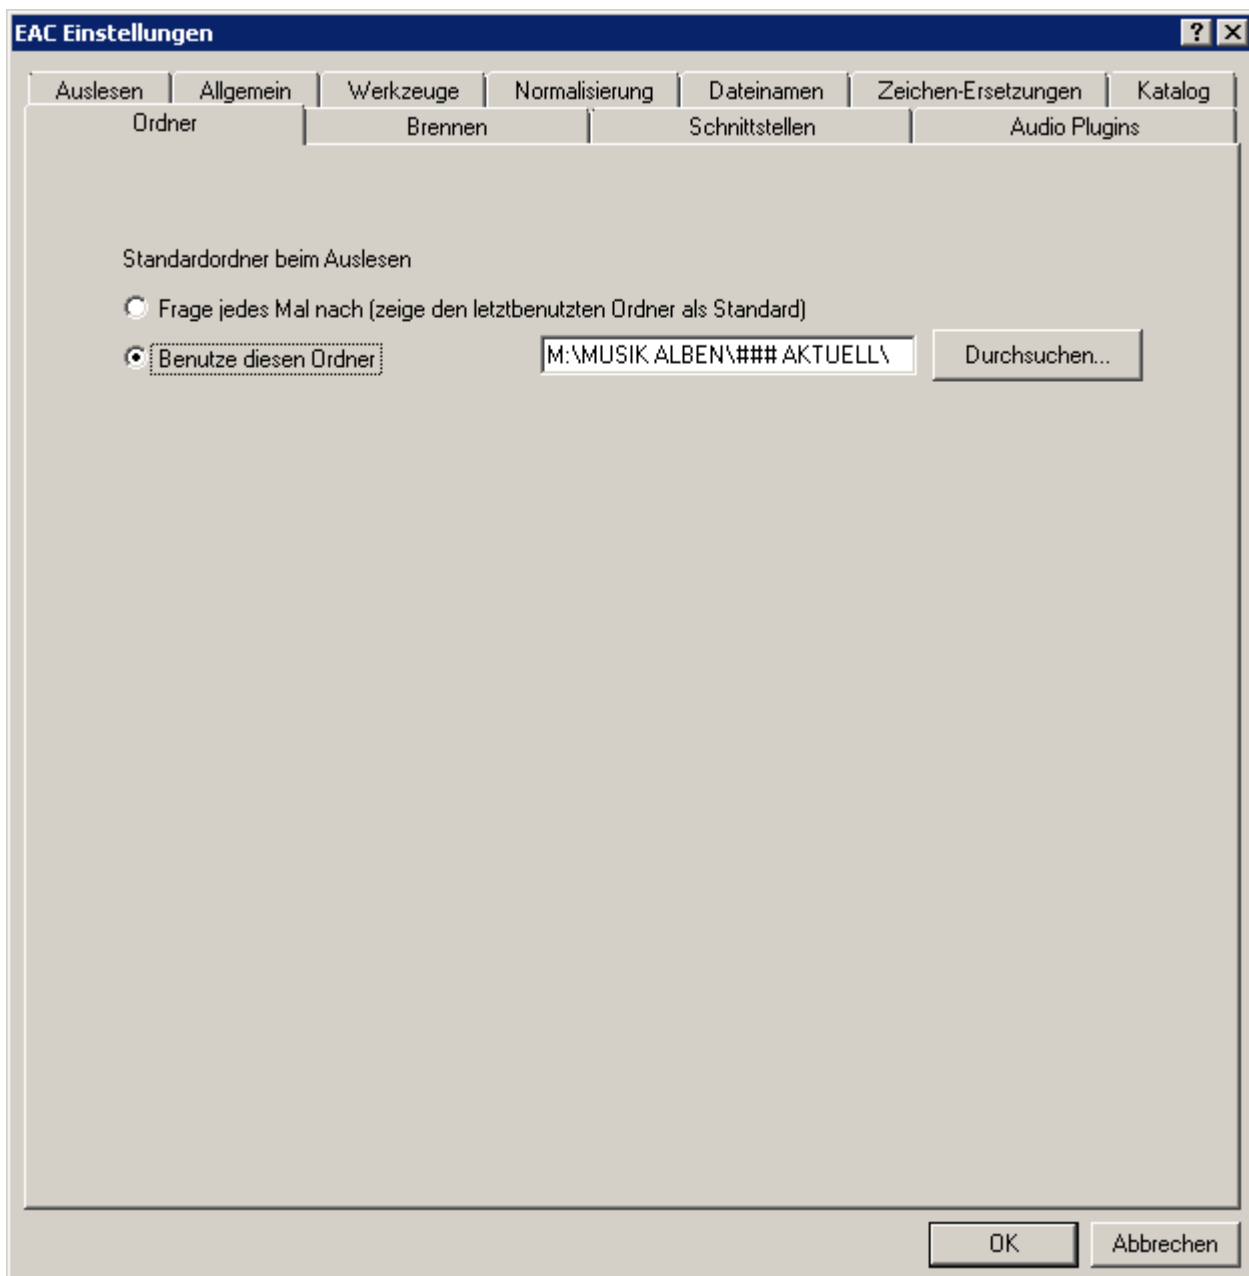 EAC Einstellungen
Auslesen Allgemein Werkzeuge Normalisierung Dateinamen Zeichen-Ersetzungen Katalog
Ordner Brennen Schnittstellen Audio Plugins
Standardordner beim Auslesen
Frage jedes Mal nach (zeige den letztbenutzten Ordner als Standard)
Benutze diesen Ordner M:\MUSIK ALBEN\### AKTUELL\ Durchsuchen...
OK Abbrechen